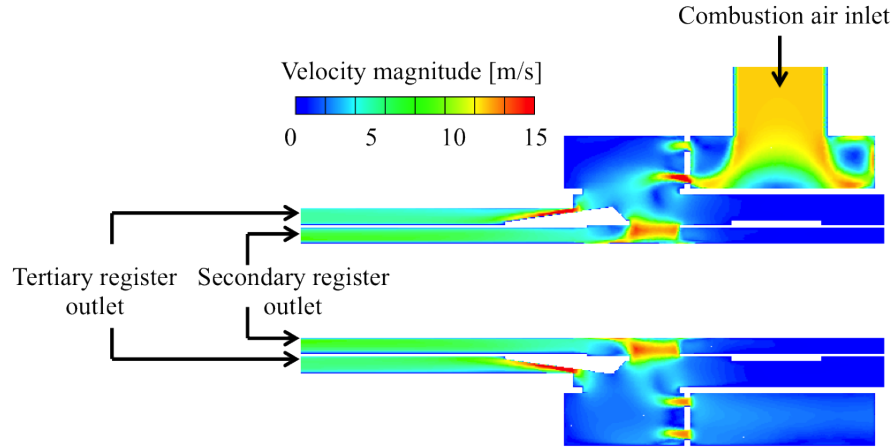 Combustion air inlet
Velocity magnitude [m/s]
0 5 10 15
Tertiary register
outlet
Secondary register
outlet